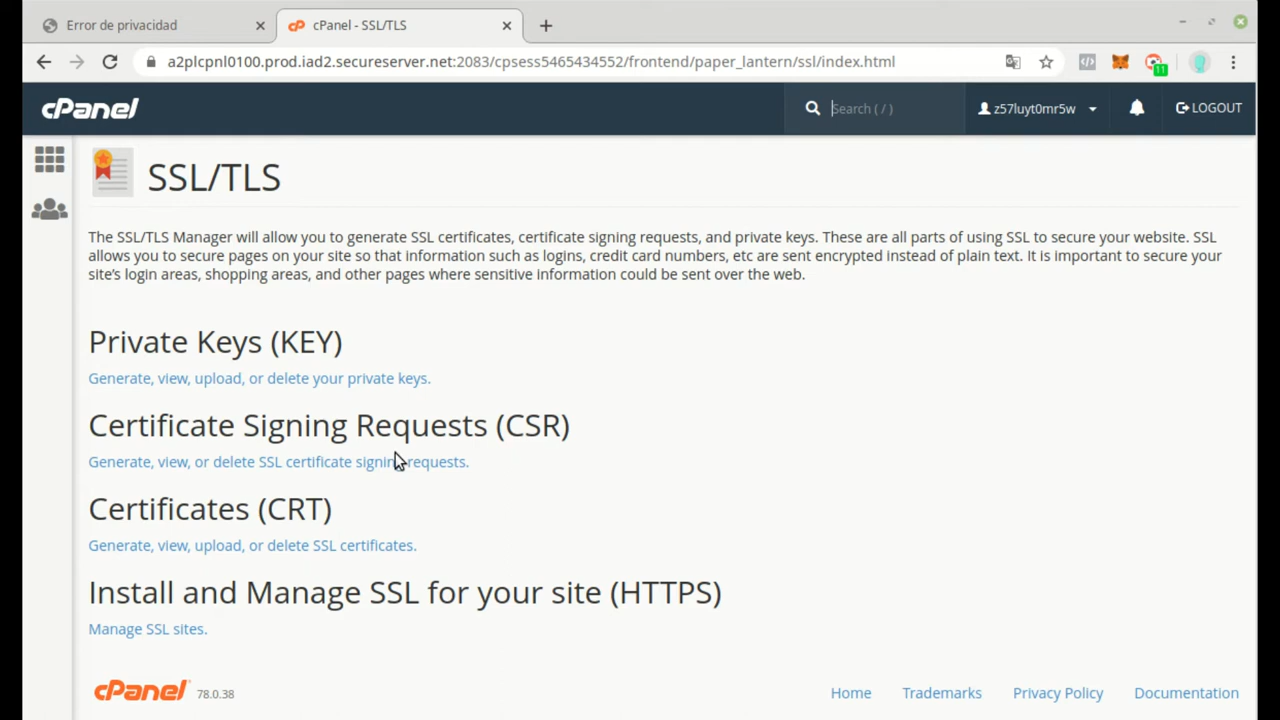 Error de privacidad
cPanel - SSL/TLS
a2plcpnl0100.prod.iad2.secureserver.net:2083/cpsess5465434552/frontend/paper_lantern/ssl/index.html
11
cPanel
Search ( / )
z57luyt0mr5w
LOGOUT
SSL/TLS
The SSL/TLS Manager will allow you to generate SSL certificates, certificate signing requests, and private keys. These are all parts of using SSL to secure your website. SSL
allows you to secure pages on your site so that information such as logins, credit card numbers, etc are sent encrypted instead of plain text. It is important to secure your
site's login areas, shopping areas, and other pages where sensitive information could be sent over the web.
Private Keys (KEY)
Generate, view, upload, or delete your private keys.
Certificate Signing Requests (CSR)
Generate, view, or delete SSL certificate signing requests.
Certificates (CRT)
Generate, view, upload, or delete SSL certificates.
Install and Manage SSL for your site (HTTPS)
Manage SSL sites.
cPanel 78.0.38
Home Trademarks Privacy Policy Documentation